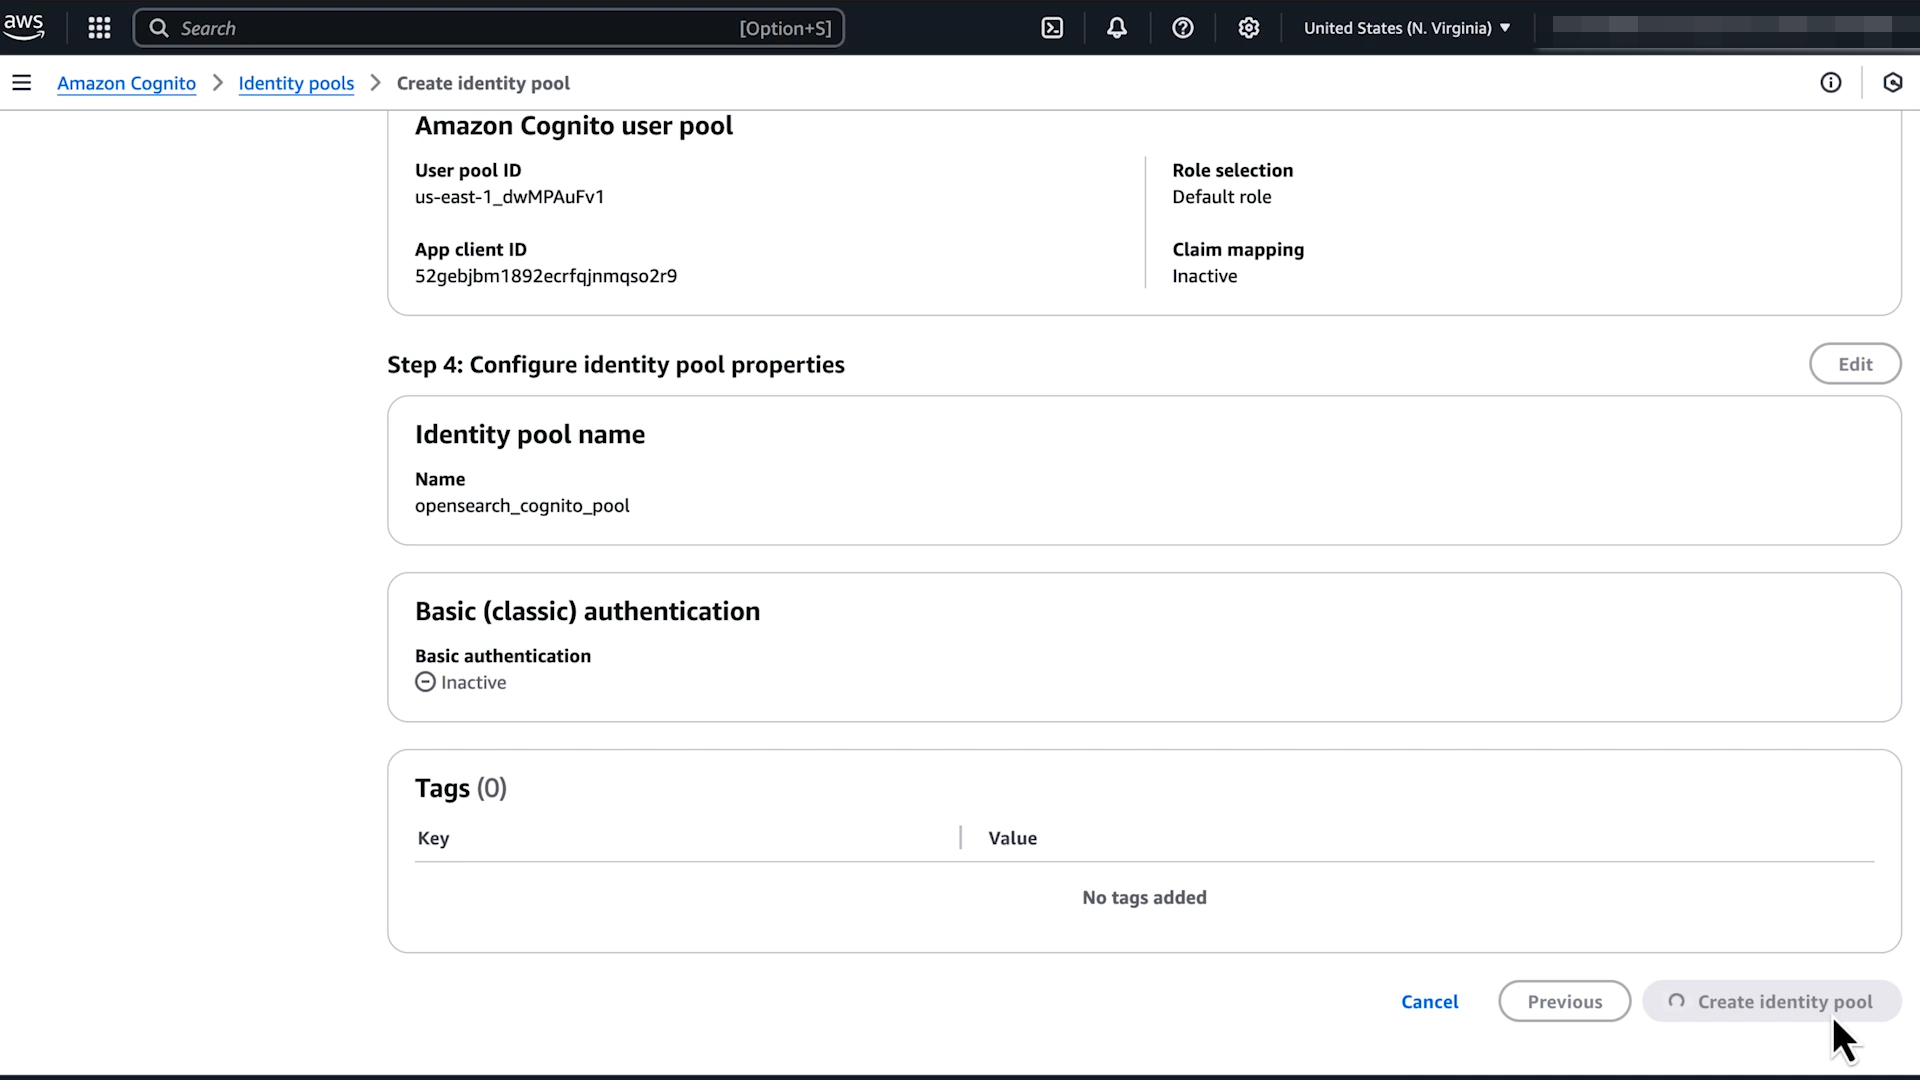 aws
Search
[Option+S]
United States (N. Virginia)
Amazon Cognito
Identity pools
Create identity pool
Amazon Cognito user pool
User pool ID
us-east-1_dwMPAuFv1
Role selection
Default role
App client ID
52gebjbm1892ecrfqjnmqso2r9
Claim mapping
Inactive
Step 4: Configure identity pool properties
Edit
Identity pool name
Name
opensearch_cognito_pool
Basic (classic) authentication
Basic authentication
Inactive
Tags (0)
Key
Value
No tags added
Cancel
Previous
Create identity pool